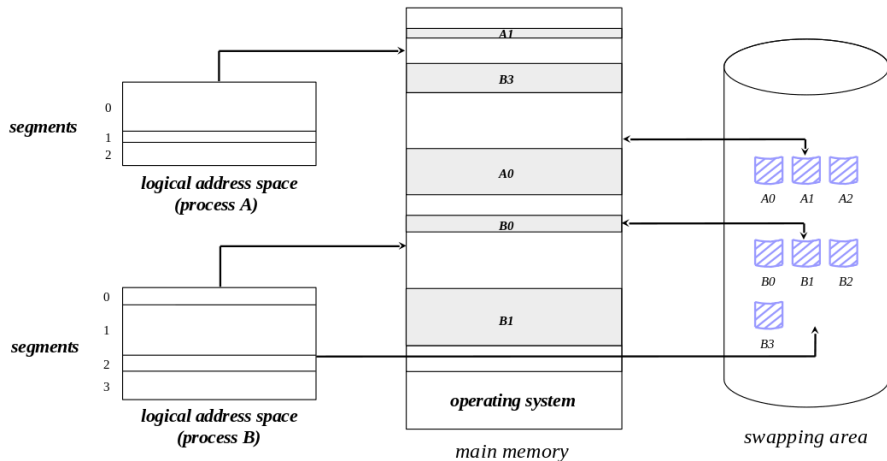 segments
0
1
2
logical address space
(process A)
segments
0
1
2
3
logical address space
(process B)
A1
B3
A0
B0
B1
operating system
main memory
A0 A1 A2
B0 B1 B2
B3
swapping area